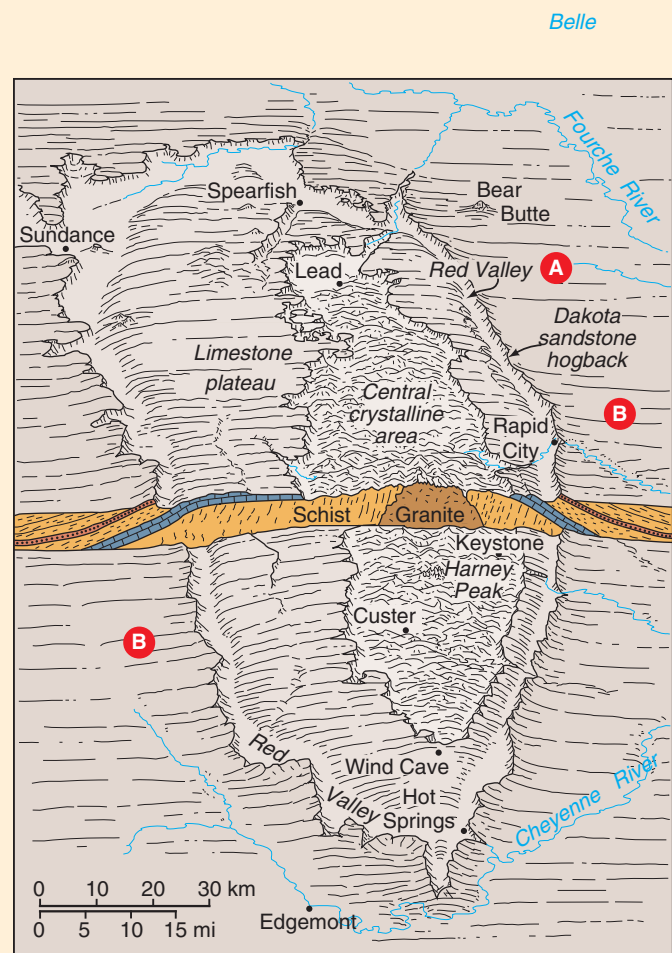 Belle
Fourche River
Spearfish
Bear
Butte
Sundance
Lead
Red Valley
A
Dakota
sandstone
hogback
Limestone
plateau
Central
crystalline
area
B
Rapid
City
Schist
Granite
Keystone
Harney
Peak
Custer
B
Red
Wind Cave
Valley
Hot
Springs
Cheyenne River
0 10 20 30 km
0 5 10 15 mi
Edgemont